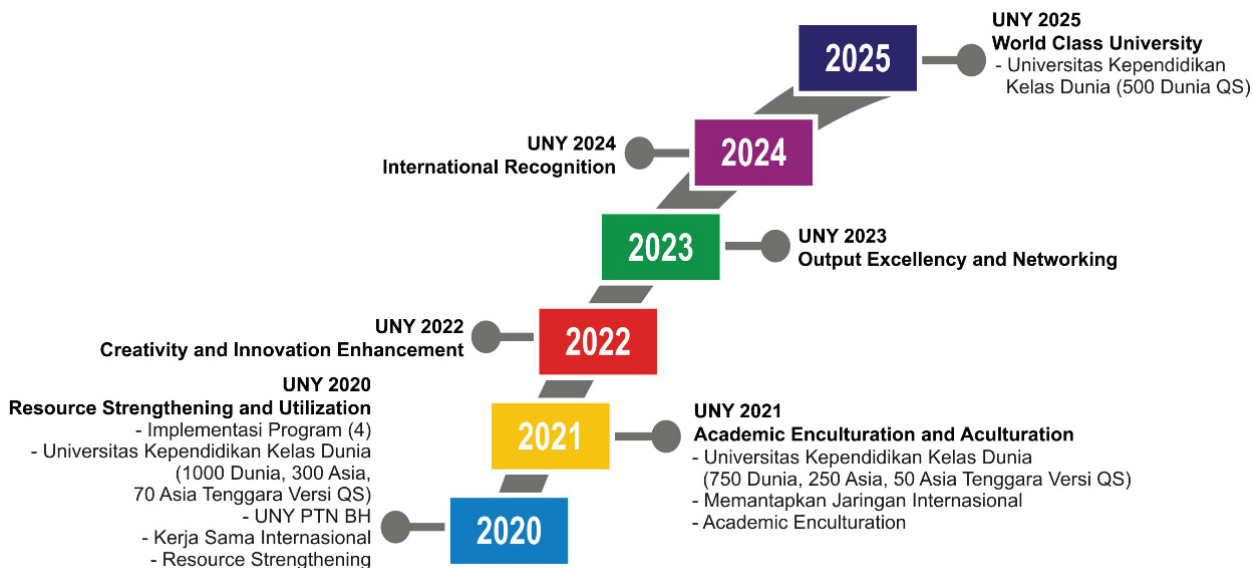 UNY 2025
World Class University
- Universitas Kependidikan
Kelas Dunia (500 Dunia QS)
2025
UNY 2024
International Recognition
2024
2023
UNY 2023
Output Excellency and Networking
UNY 2022
Creativity and Innovation Enhancement
2022
UNY 2020
Resource Strengthening and Utilization
- Implementasi Program (4)
- Universitas Kependidikan Kelas Dunia
(1000 Dunia, 300 Asia,
70 Asia Tenggara Versi QS)
- UNY PTN BH
- Kerja Sama Internasional
- Resource Strengthening
2021
UNY 2021
Academic Enculturation and Aculturation
- Universitas Kependidikan Kelas Dunia
(750 Dunia, 250 Asia, 50 Asia Tenggara Versi QS)
- Memantapkan Jaringan Internasional
- Academic Enculturation
2020